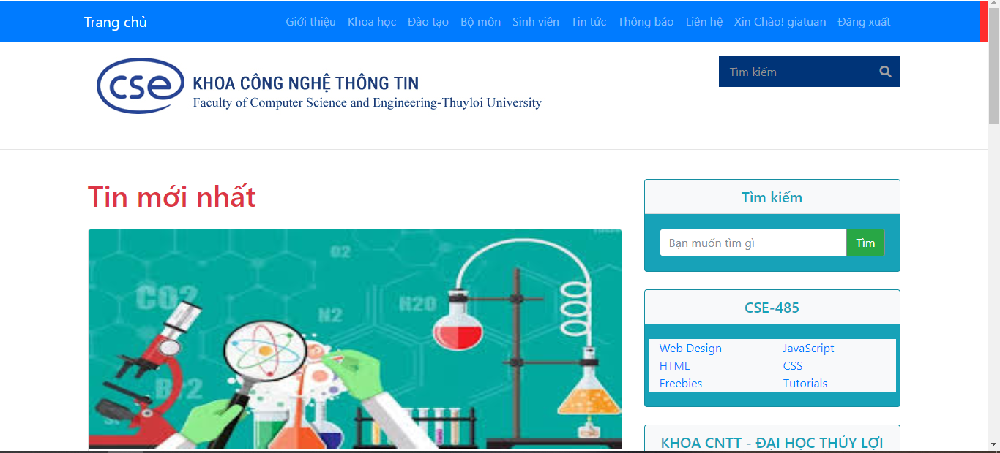 Trang chủ Giới thiệu Khoa học Đào tạo Bộ môn Sinh viên Tin tức Thông báo Liên hệ Xin Chào! giatuan Đăng xuất
cse KHOA CÔNG NGHỆ THÔNG TIN
Faculty of Computer Science and Engineering-Thuyloi University
Tìm kiếm
Tin mới nhất
CO2
O2
N2
H2O
Tìm kiếm
Bạn muốn tìm gì Tìm
CSE-485
Web Design JavaScript
HTML CSS
Freebies Tutorials
KHOA CNTT - ĐẠI HỌC THỦY LỢI